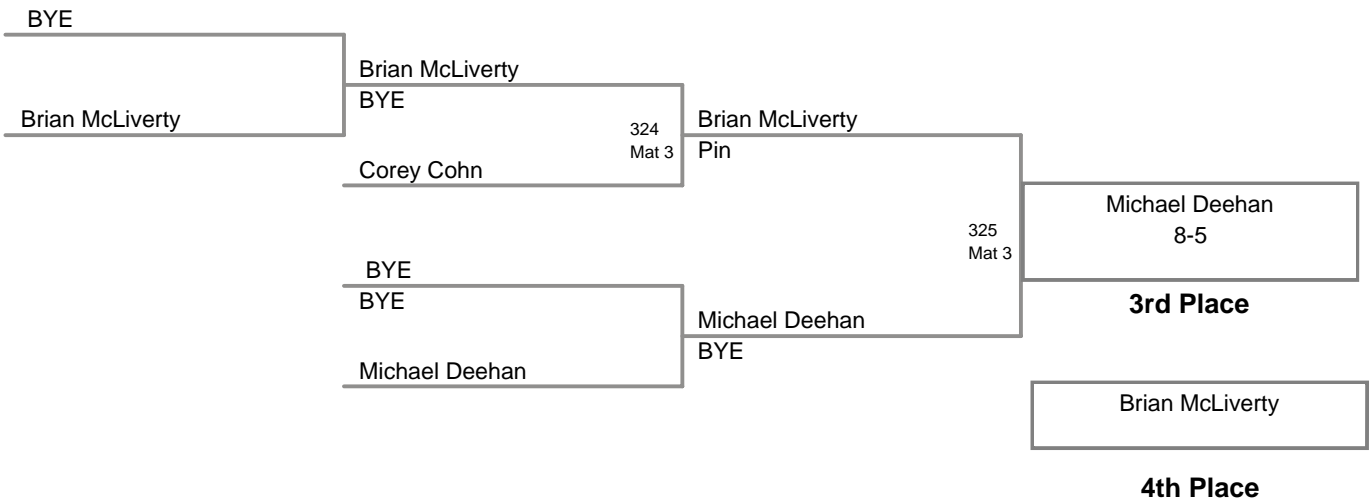 BYE
Brian McLiverty
Brian McLiverty
BYE
324
Mat 3
Corey Cohn
Brian McLiverty
Pin
BYE
BYE
Michael Deehan
Michael Deehan
BYE
325
Mat 3
Michael Deehan
8-5
3rd Place
Brian McLiverty
4th Place